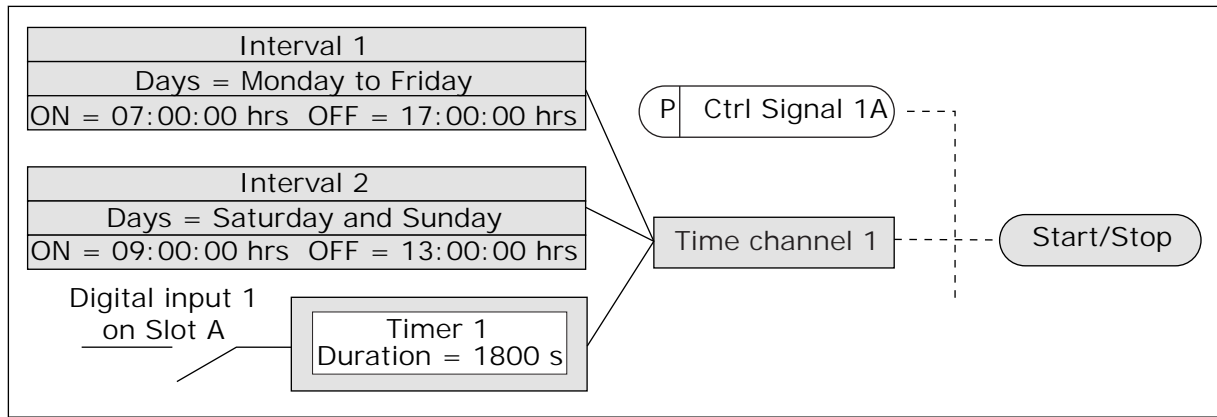 Interval 1
Days = Monday to Friday
ON = 07:00:00 hrs OFF = 17:00:00 hrs
P Ctrl Signal 1A
Interval 2
Days = Saturday and Sunday
ON = 09:00:00 hrs OFF = 13:00:00 hrs
Time channel 1
Start/Stop
Digital input 1
on Slot A
Timer 1
Duration = 1800 s